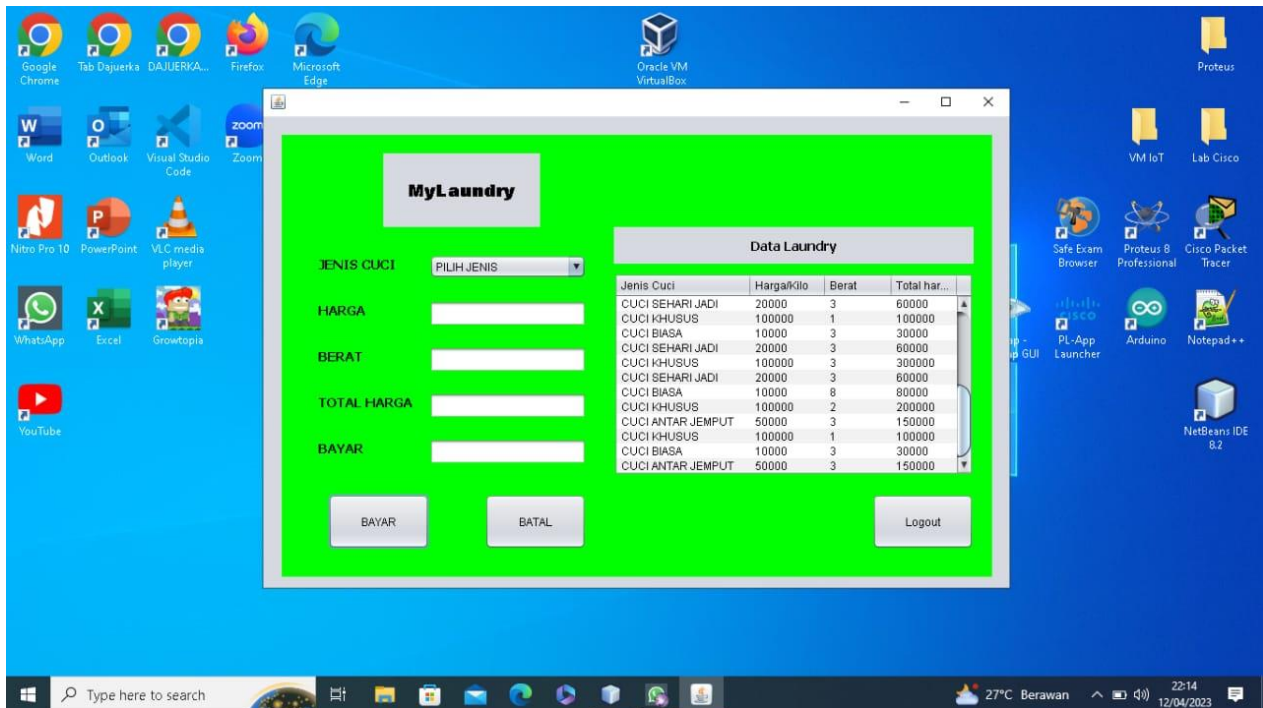 Google
Chrome
Tab Dajuerka
DAJUERKA...
Firefox
Microsoft
Edge
Oracle VM
VirtualBox
Proteus
Word
Outlook
Visual Studio
Code
zoom
Zoom
VM IoT
Lab Cisco
Nitro Pro 10
PowerPoint
VLC media
player
Safe Exam
Browser
Proteus 8
Professional
Cisco Packet
Tracer
WhatsApp
Excel
Growtopia
CISCO
PL-App
Launcher
GUI
Arduino
Notepad++
YouTube
NetBeans IDE
8.2
MyLaundry
JENIS CUCI
PILIH JENIS
HARGA
BERAT
TOTAL HARGA
BAYAR
BAYAR
BATAL
Data Laundry
Jenis Cuci Harga/Kilo Berat Total har...
CUCI SEHARI JADI 20000 3 60000
CUCI KHUSUS 100000 1 100000
CUCI BIASA 10000 3 30000
CUCI SEHARI JADI 20000 3 60000
CUCI KHUSUS 100000 3 300000
CUCI SEHARI JADI 20000 3 60000
CUCI BIASA 10000 8 80000
CUCI KHUSUS 100000 2 200000
CUCI ANTAR JEMPUT 50000 3 150000
CUCI KHUSUS 100000 1 100000
CUCI BIASA 10000 3 30000
CUCI ANTAR JEMPUT 50000 3 150000
Logout
Type here to search
27°C Berawan
22:14
12/04/2023